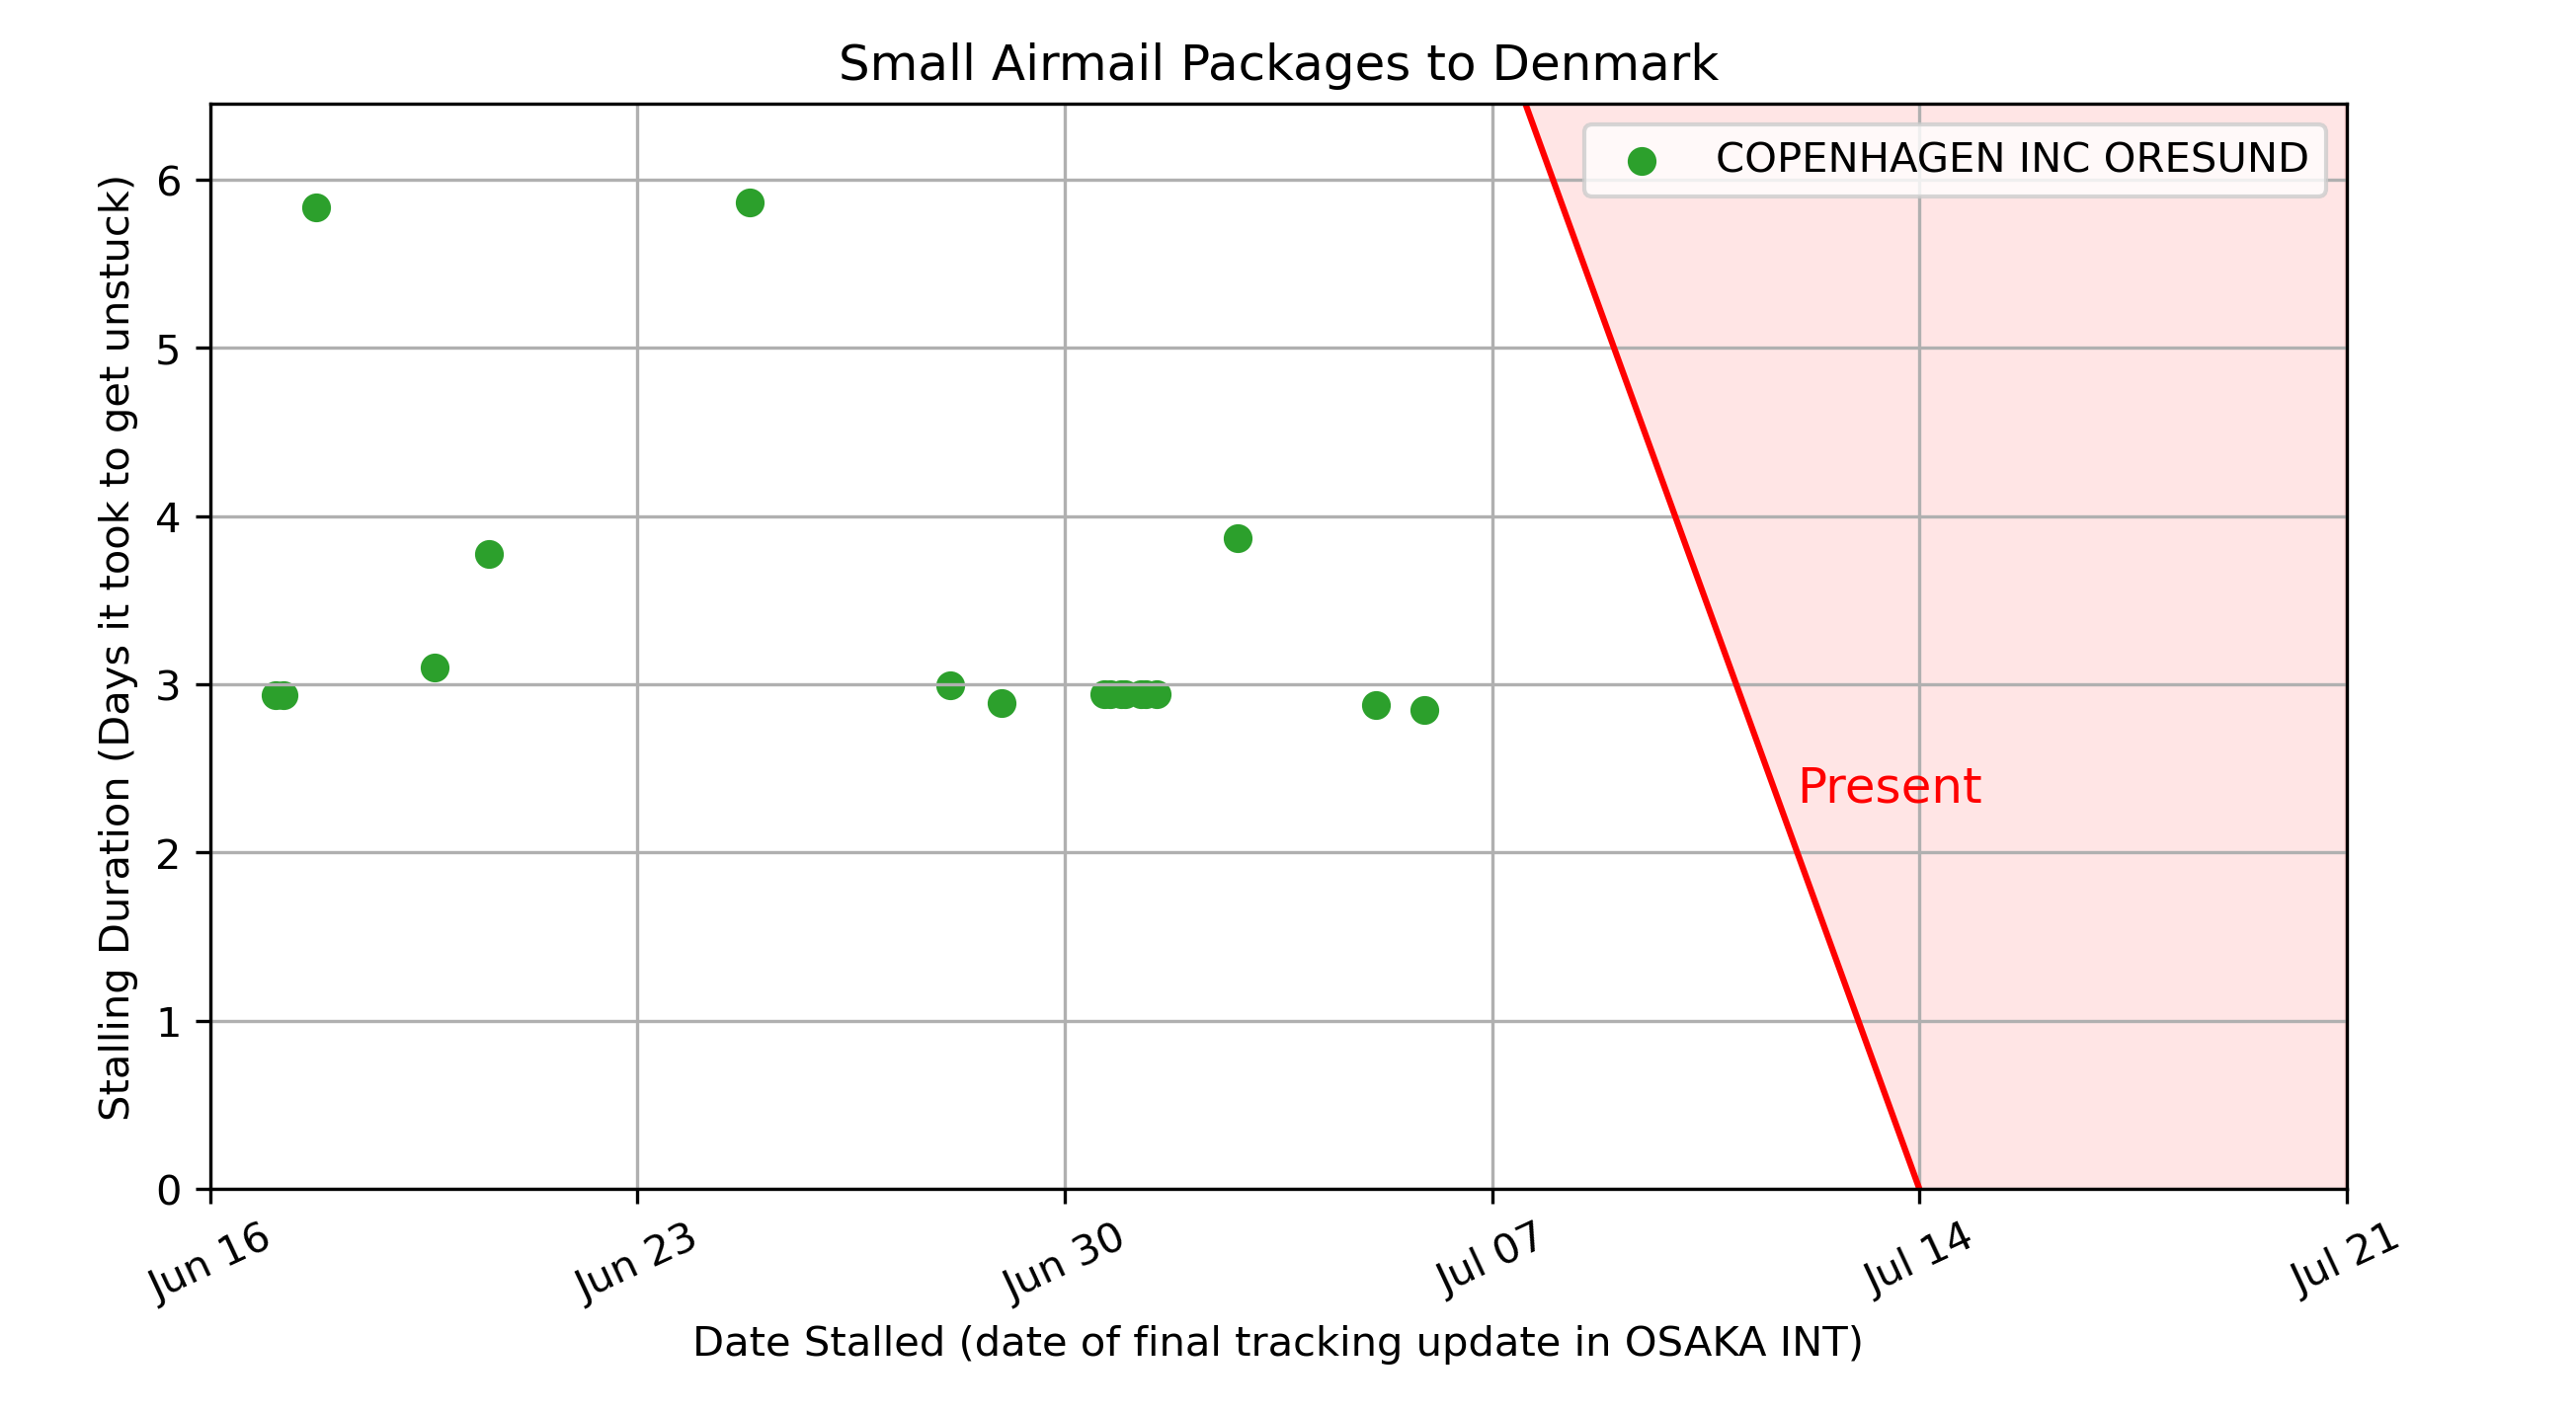 Small Airmail Packages to Denmark
COPENHAGEN INC ORESUND
Stalling Duration (Days it took to get unstuck)
6
5
4
3
2
1
0
Present
Jun 16
Jun 23
Jun 30
Jul 07
Jul 14
Jul 21
Date Stalled (date of final tracking update in OSAKA INT)